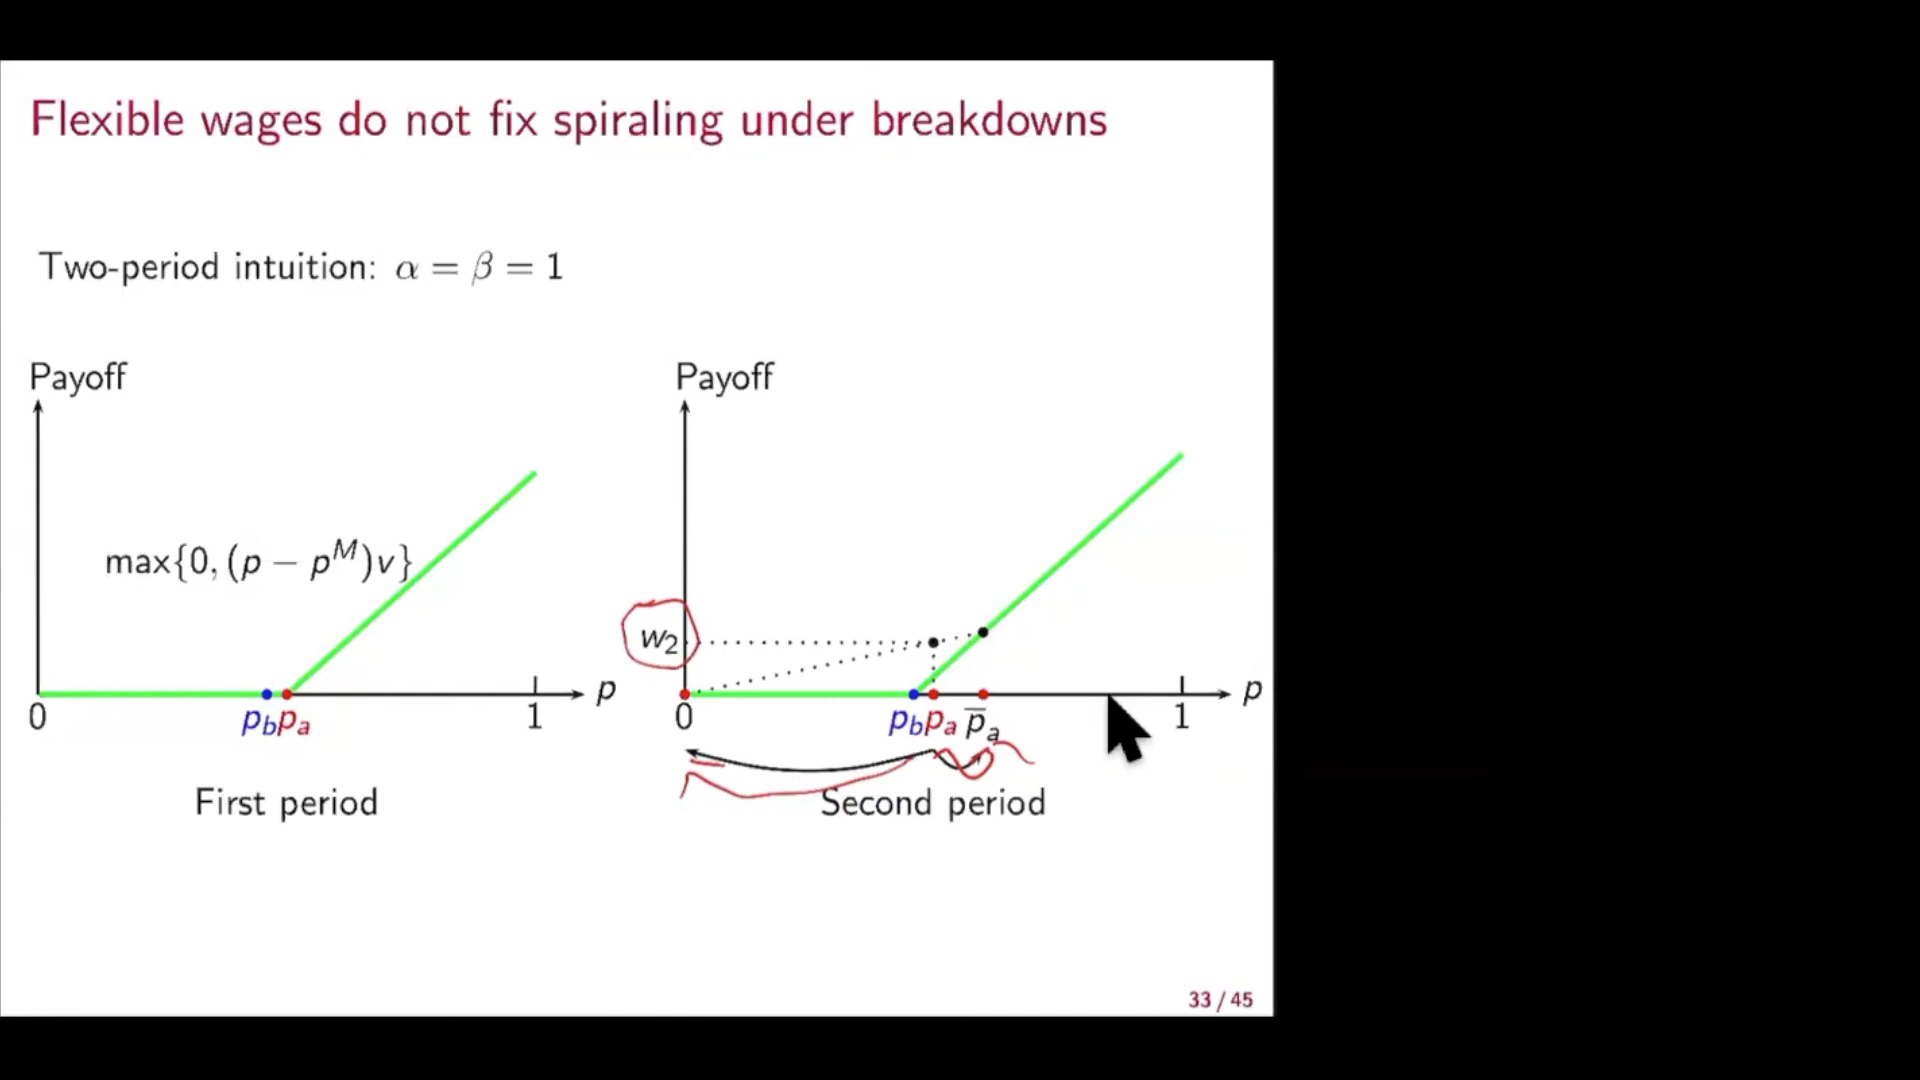 Flexible wages do not fix spiraling under breakdowns
Two-period intuition: α = β = 1
Payoff
max{0, (p − p^M)v}
0
p_b p_a
1
p
First period
Payoff
w_2
0
p_b p_a p̅_a
1
p
Second period
33 / 45